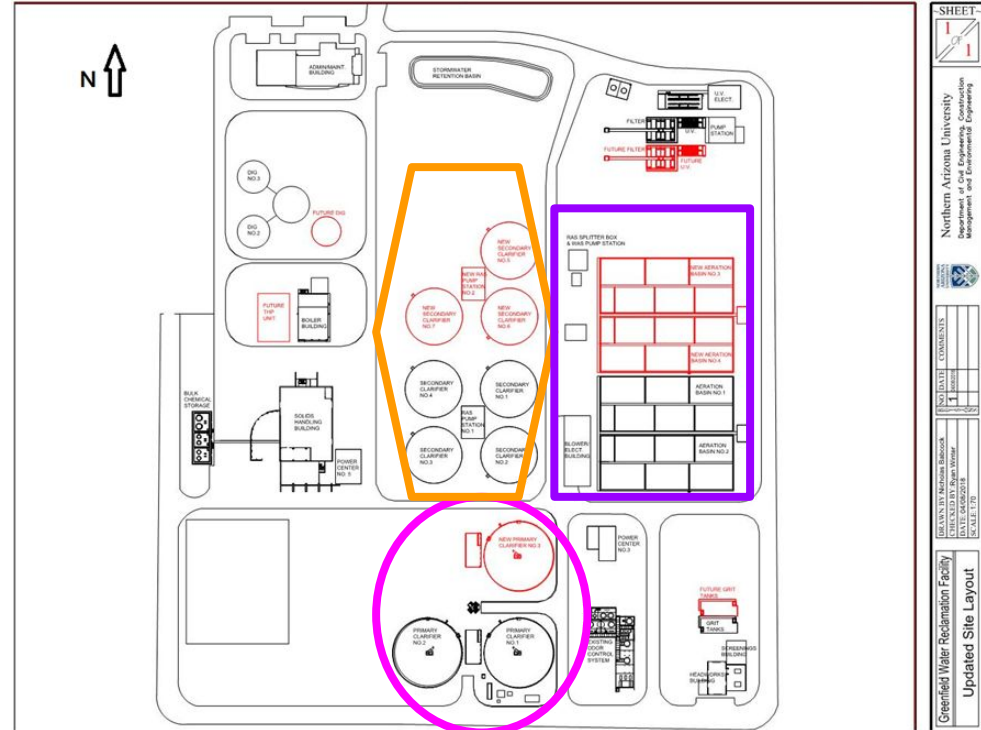 N
ADMIN/MAINT.
BUILDING
STORMWATER
RETENTION BASIN
U.V.
ELECT.
FILTER
U.V.
PUMP
STATION
FUTURE FILTER
FUTURE
U.V.
DIG
NO.3
DIG
NO.2
FUTURE DIG
FUTURE
THP
UNIT
BOILER
BUILDING
BULK
CHEMICAL
STORAGE
SOLIDS
HANDLING
BUILDING
POWER
CENTER
NO. 5
NEW
SECONDARY
CLARIFIER
NO.5
NEW RAS
PUMP
STATION
NO.2
NEW
SECONDARY
CLARIFIER
NO.7
NEW
SECONDARY
CLARIFIER
NO.6
SECONDARY
CLARIFIER
NO.4
SECONDARY
CLARIFIER
NO.1
RAS
PUMP
STATION
NO.1
SECONDARY
CLARIFIER
NO.3
SECONDARY
CLARIFIER
NO.2
RAS SPLITTER BOX
& WAS PUMP STATION
NEW AERATION
BASIN NO.3
NEW AERATION
BASIN NO.4
AERATION
BASIN NO.1
AERATION
BASIN NO.2
BLOWER/
ELECT
BUILDING
NEW PRIMARY
CLARIFIER NO.3
PRIMARY
CLARIFIER
NO.2
PRIMARY
CLARIFIER
NO.1
POWER
CENTER
NO.3
EXISTING
ODOR
CONTROL
SYSTEM
FUTURE GRIT
TANKS
GRIT
TANKS
SCREENINGS
BUILDING
HEADWORKS
BUILDING
SHEET
1
OF
1
Northern Arizona University
Department of Civil Engineering, Construction
Management and Environmental Engineering
NO
DATE
COMMENTS
1
DRAWN BY:Nicholas Babcock
CHECKED BY:Ryan Winter
DATE: 04/08/2018
SCALE: 1:70
Greenfield Water Reclamation Facility
Updated Site Layout